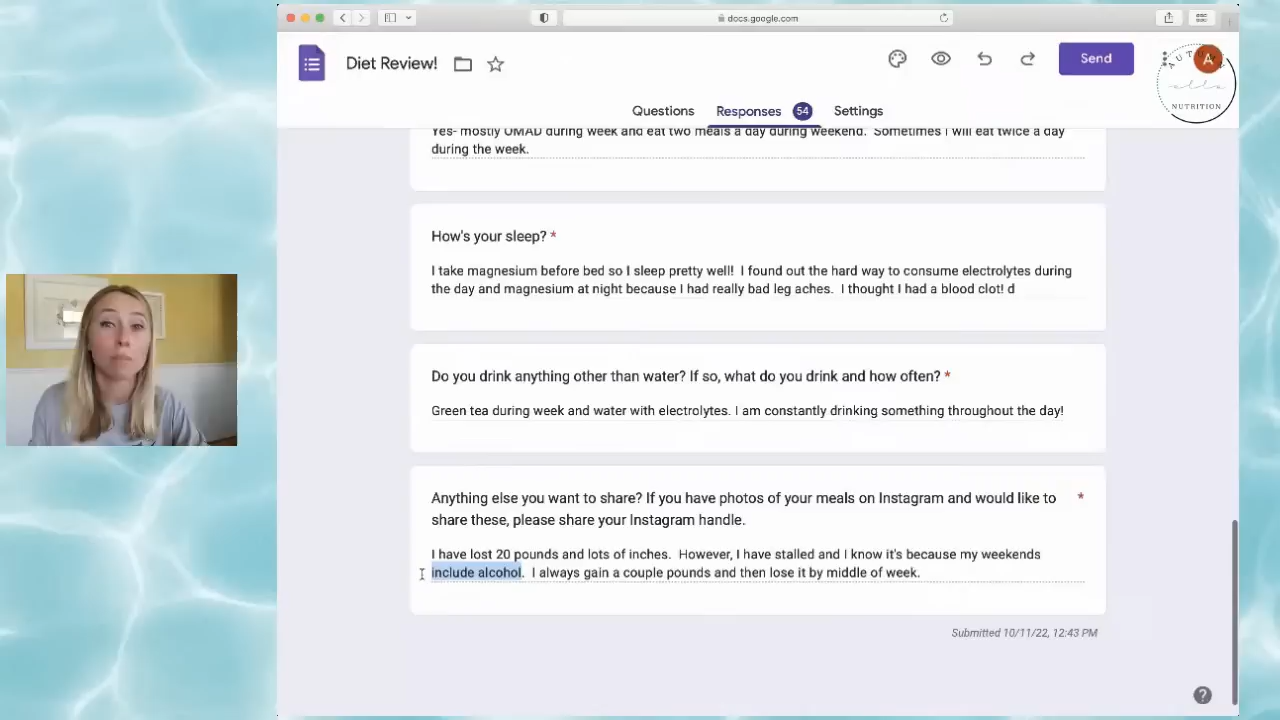 docs.google.com
Diet Review!
Send
A
NUTRITION
Questions
Responses
54
Settings
Yes- mostly OMAD during week and eat two meals a day during weekend. Sometimes I will eat twice a day
during the week.
How's your sleep? *
I take magnesium before bed so I sleep pretty well! I found out the hard way to consume electrolytes during
the day and magnesium at night because I had really bad leg aches. I thought I had a blood clot! d
Do you drink anything other than water? If so, what do you drink and how often? *
Green tea during week and water with electrolytes. I am constantly drinking something throughout the day!
Anything else you want to share? If you have photos of your meals on Instagram and would like to *
share these, please share your Instagram handle.
I have lost 20 pounds and lots of inches. However, I have stalled and I know it's because my weekends
include alcohol. I always gain a couple pounds and then lose it by middle of week.
Submitted 10/11/22, 12:43 PM